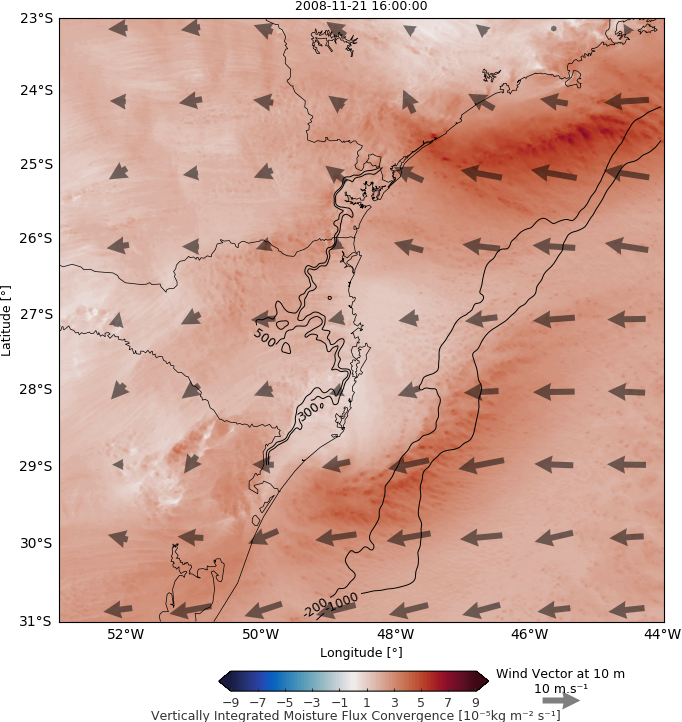 2008-11-21 16:00:00
23°S
24°S
25°S
26°S
27°S
28°S
29°S
30°S
31°S
Latitude [°]
500
300
-200
-1000
52°W 50°W 48°W 46°W 44°W
Longitude [°]
−9 −7 −5 −3 −1 1 3 5 7 9
Vertically Integrated Moisture Flux Convergence [10⁻⁵kg m⁻² s⁻¹]
Wind Vector at 10 m
10 m.s⁻¹